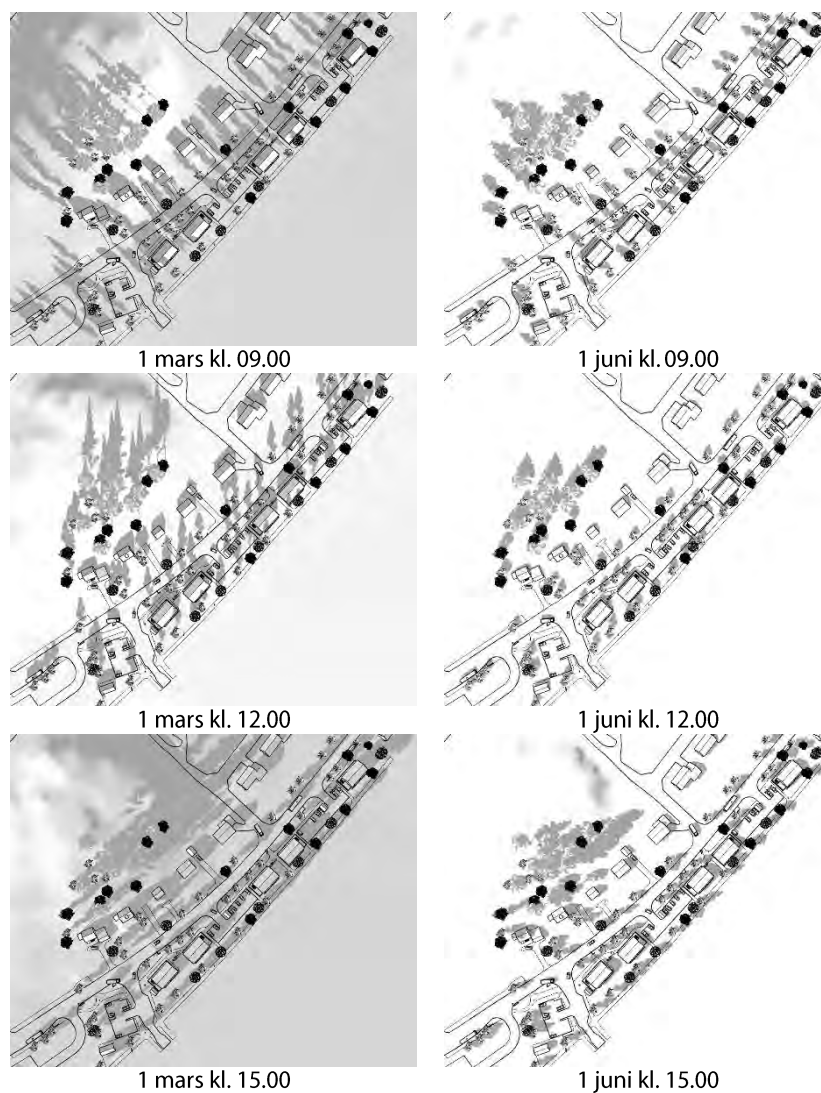 1 mars kl. 09.00
1 juni kl. 09.00
1 mars kl. 12.00
1 juni kl. 12.00
1 mars kl. 15.00
1 juni kl. 15.00